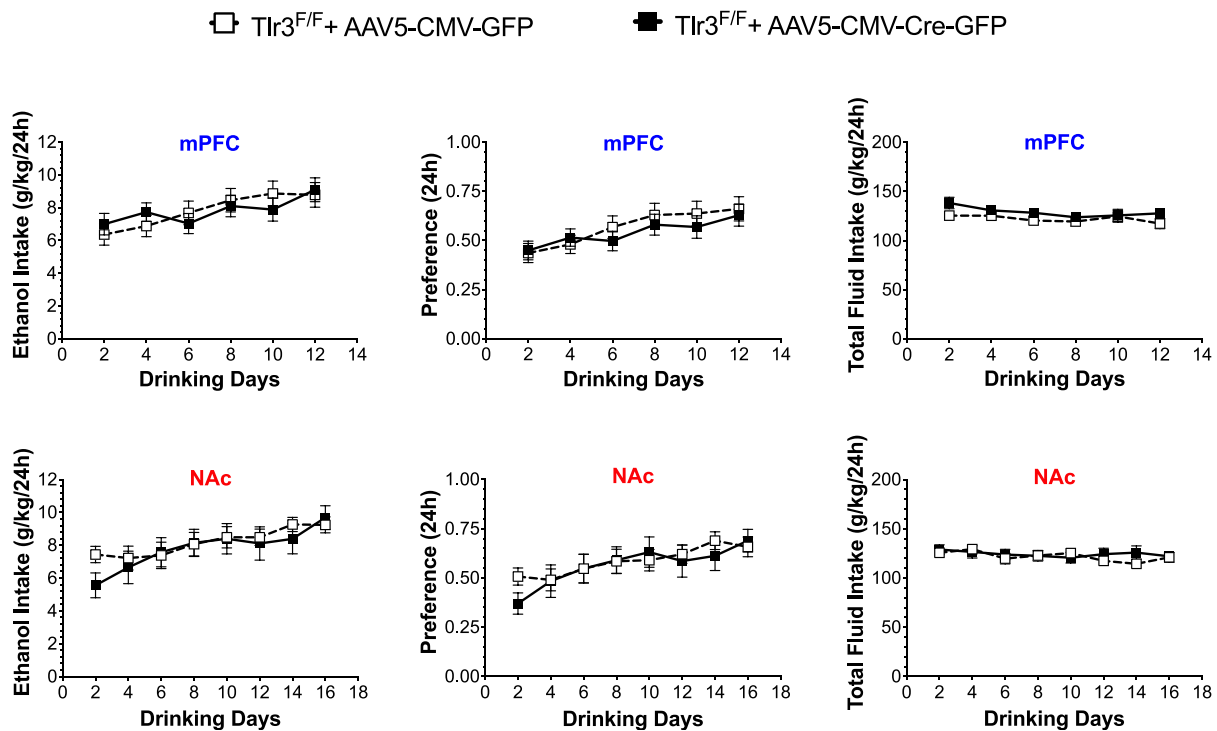 Tlr3F/F+ AAV5-CMV-GFP Tlr3F/F+ AAV5-CMV-Cre-GFP
mPFC
Ethanol Intake (g/kg/24h)
12
10
8
6
4
2
0
0 2 4 6 8 10 12 14
Drinking Days
mPFC
Preference (24h)
1.00
0.75
0.50
0.25
0.00
0 2 4 6 8 10 12 14
Drinking Days
mPFC
Total Fluid Intake (g/kg/24h)
200
150
100
50
0
0 2 4 6 8 10 12 14
Drinking Days
NAc
Ethanol Intake (g/kg/24h)
12
10
8
6
4
2
0
0 2 4 6 8 10 12 14 16 18
Drinking Days
NAc
Preference (24h)
1.00
0.75
0.50
0.25
0.00
0 2 4 6 8 10 12 14 16 18
Drinking Days
NAc
Total Fluid Intake (g/kg/24h)
200
150
100
50
0
0 2 4 6 8 10 12 14 16 18
Drinking Days